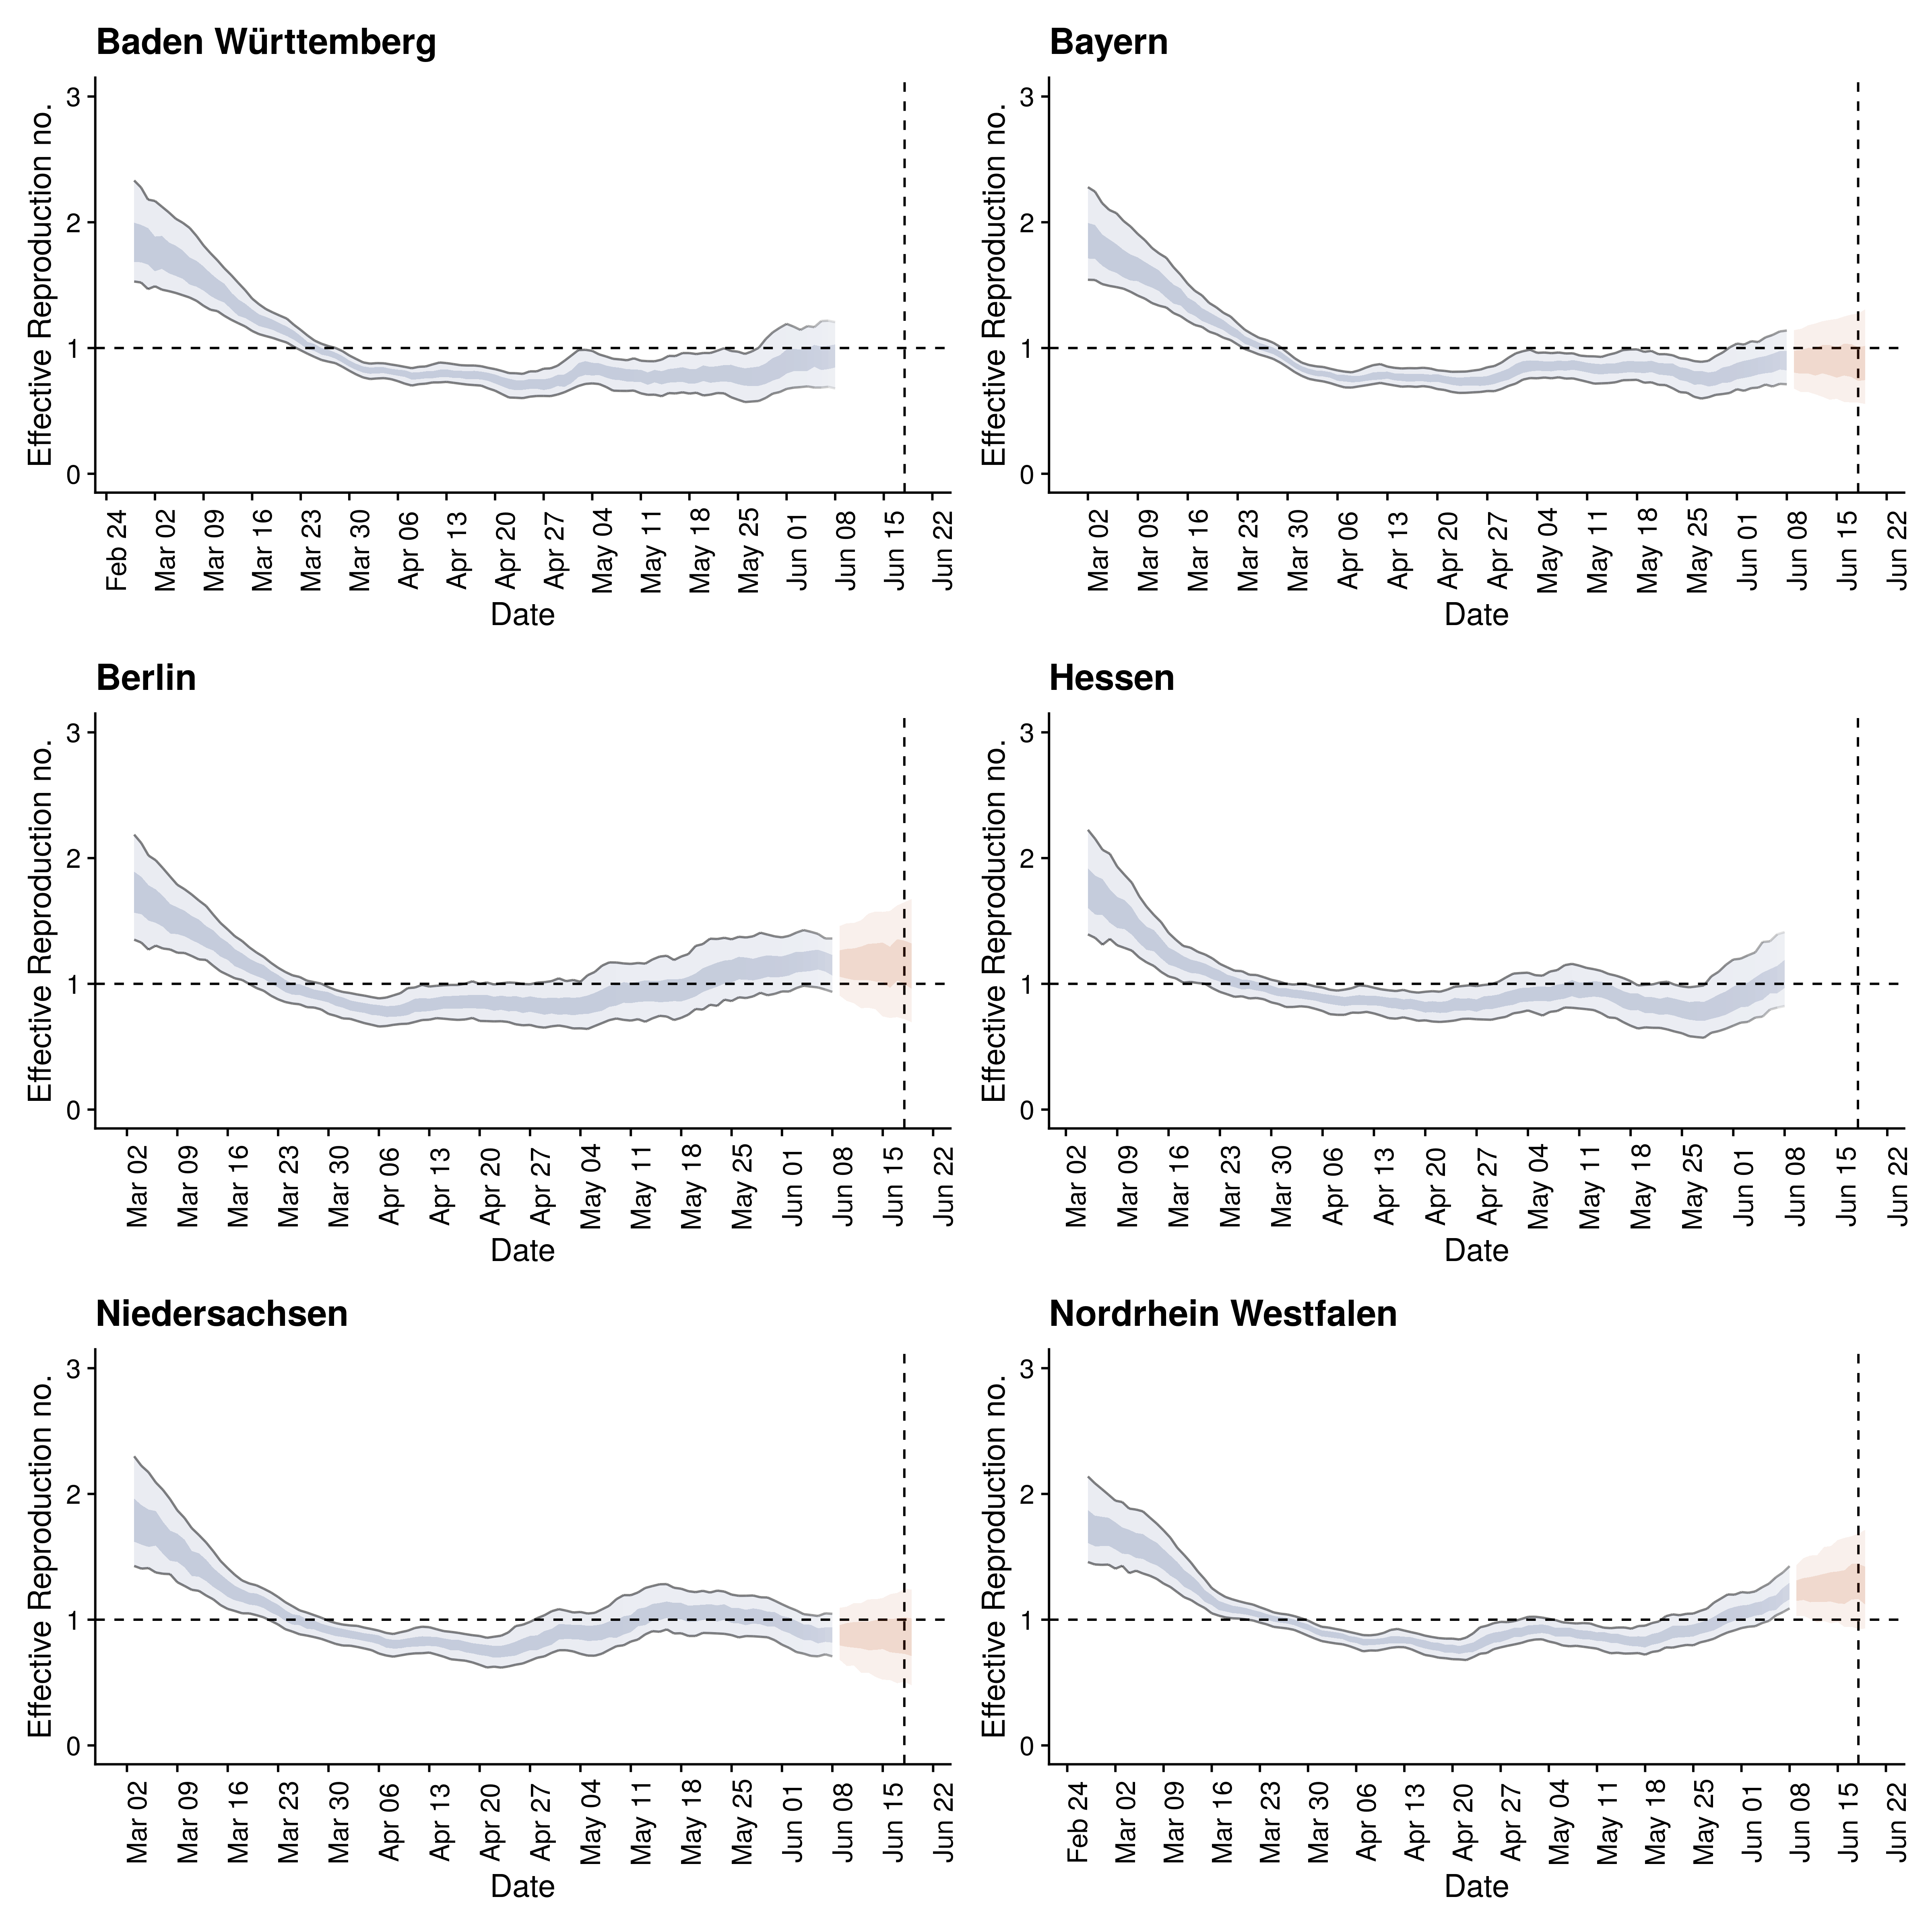 Baden Württemberg
Effective Reproduction no.
3
2
1
0
Feb 24 Mar 02 Mar 09 Mar 16 Mar 23 Mar 30 Apr 06 Apr 13 Apr 20 Apr 27 May 04 May 11 May 18 May 25 Jun 01 Jun 08 Jun 15 Jun 22
Date
Bayern
Effective Reproduction no.
3
2
1
0
Mar 02 Mar 09 Mar 16 Mar 23 Mar 30 Apr 06 Apr 13 Apr 20 Apr 27 May 04 May 11 May 18 May 25 Jun 01 Jun 08 Jun 15 Jun 22
Date
Berlin
Effective Reproduction no.
3
2
1
0
Mar 02 Mar 09 Mar 16 Mar 23 Mar 30 Apr 06 Apr 13 Apr 20 Apr 27 May 04 May 11 May 18 May 25 Jun 01 Jun 08 Jun 15 Jun 22
Date
Hessen
Effective Reproduction no.
3
2
1
0
Mar 02 Mar 09 Mar 16 Mar 23 Mar 30 Apr 06 Apr 13 Apr 20 Apr 27 May 04 May 11 May 18 May 25 Jun 01 Jun 08 Jun 15 Jun 22
Date
Niedersachsen
Effective Reproduction no.
3
2
1
0
Mar 02 Mar 09 Mar 16 Mar 23 Mar 30 Apr 06 Apr 13 Apr 20 Apr 27 May 04 May 11 May 18 May 25 Jun 01 Jun 08 Jun 15 Jun 22
Date
Nordrhein Westfalen
Effective Reproduction no.
3
2
1
0
Feb 24 Mar 02 Mar 09 Mar 16 Mar 23 Mar 30 Apr 06 Apr 13 Apr 20 Apr 27 May 04 May 11 May 18 May 25 Jun 01 Jun 08 Jun 15 Jun 22
Date